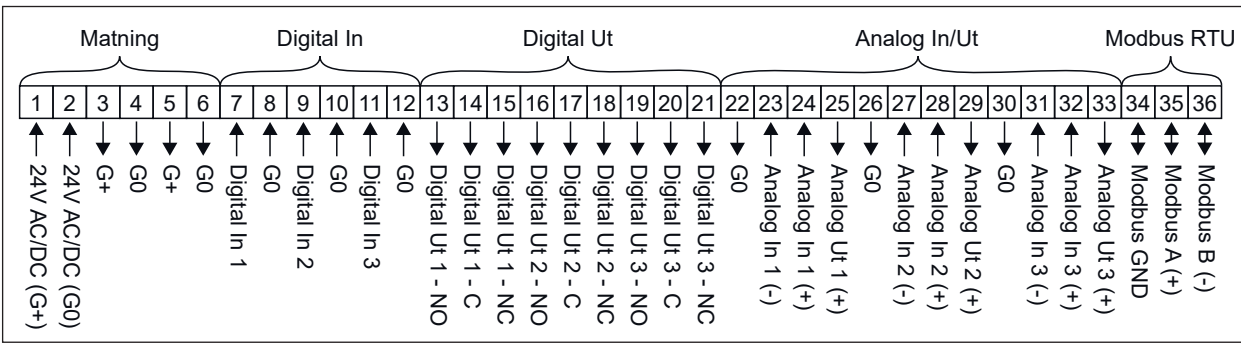 Matning Digital In Digital Ut Analog In/Ut Modbus RTU
1 2 3 4 5 6 7 8 9 10 11 12 13 14 15 16 17 18 19 20 21 22 23 24 25 26 27 28 29 30 31 32 33 34 35 36
24V AC/DC (G+)
24V AC/DC (G0)
G+
G0
G+
G0
Digital In 1
G0
Digital In 2
G0
Digital In 3
G0
Digital Ut 1 - NO
Digital Ut 1 - C
Digital Ut 1 - NC
Digital Ut 2 - NO
Digital Ut 2 - C
Digital Ut 2 - NC
Digital Ut 3 - NO
Digital Ut 3 - C
Digital Ut 3 - NC
G0
Analog In 1 (-)
Analog In 1 (+)
Analog Ut 1 (+)
G0
Analog In 2 (-)
Analog In 2 (+)
Analog Ut 2 (+)
G0
Analog In 3 (-)
Analog In 3 (+)
Analog Ut 3 (+)
Modbus GND
Modbus A (+)
Modbus B (-)